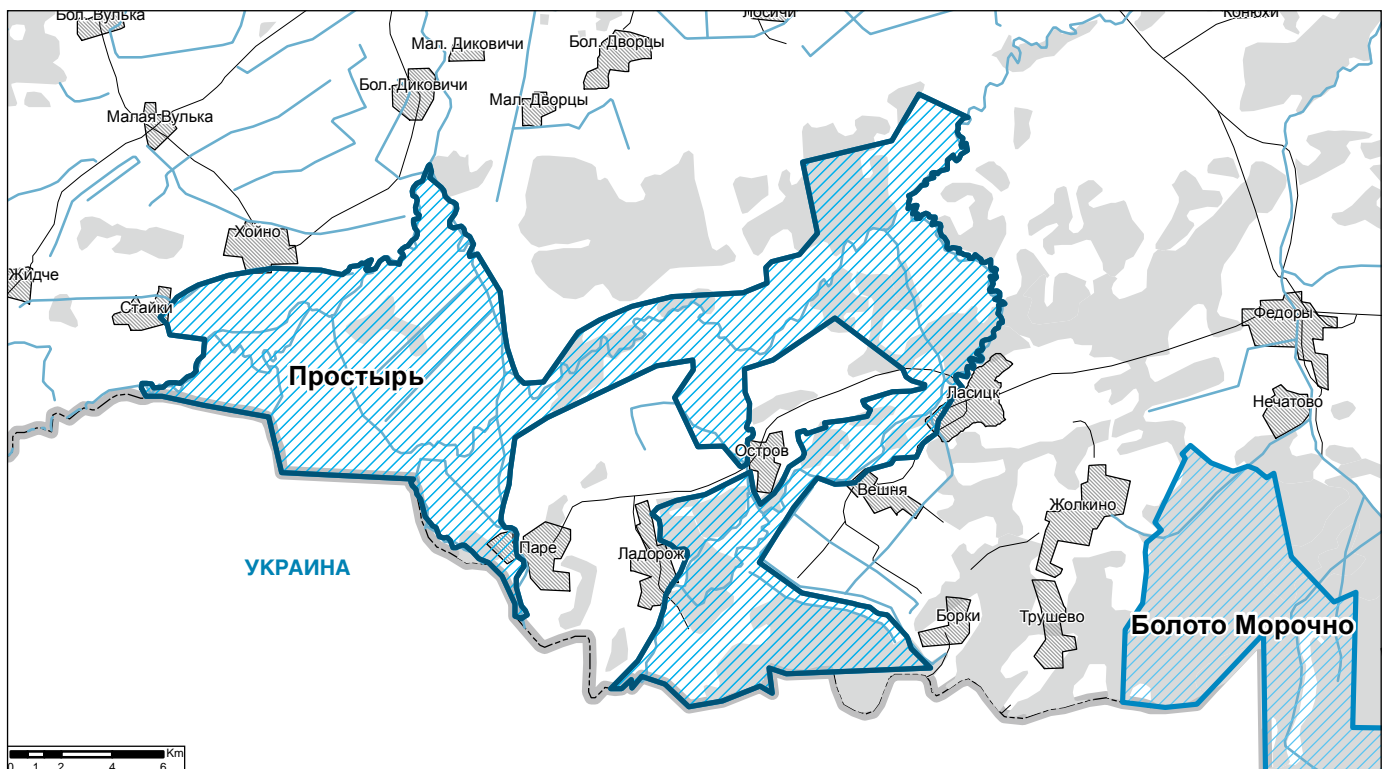 Бол. Вулька
Лосичи
Конюхи
Мал. Диковичи
Бол. Дворцы
Бол. Диковичи
Мал. Дворцы
Малая Вулька
Хойно
Жидче
Стайки
Федоры
Простырь
Ласицк
Нечатово
Остров
Вешня
Жолкино
Паре
Ладорож
УКРАИНА
Борки
Трушево
Болото Морочно
Km
0 1 2 4 6